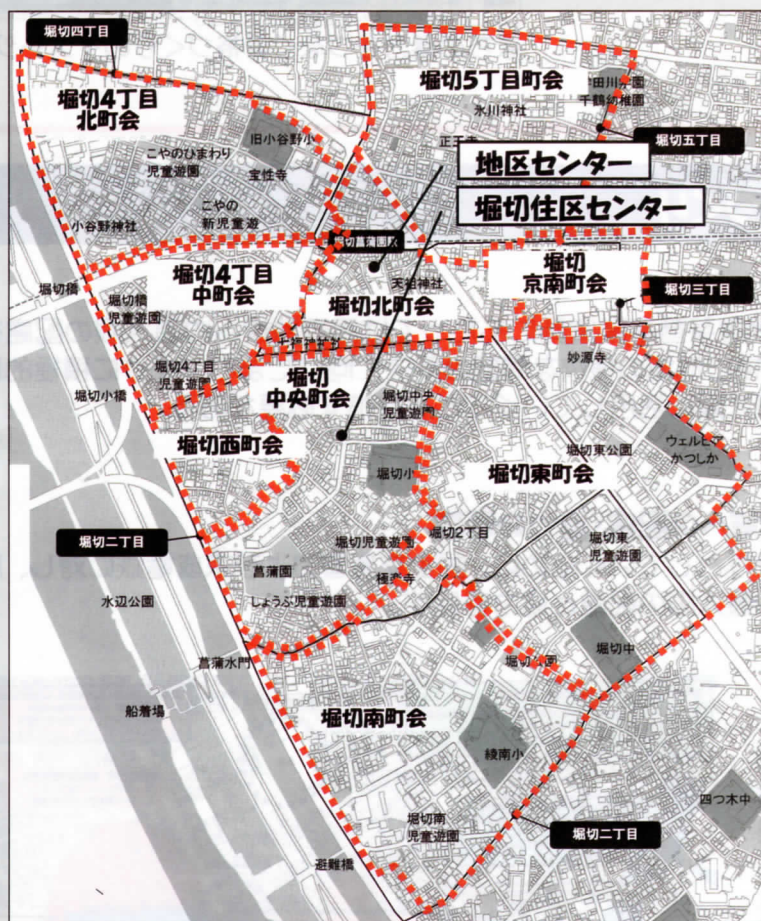 堀切四丁目
堀切5丁目町会
堀切4丁目
北町会
千鶴幼稚園
氷川神社
旧小谷野小
堀切五丁目
こやのひまわり
児童遊園
宝性寺
地区センター
こやの
新児童遊
堀切住区センター
小谷野神社
堀切菖蒲園駅
堀切4丁目
中町会
堀切
京南町会
堀切橋
天祖神社
堀切三丁目
堀切橋
児童遊園
堀切北町会
妙源寺
堀切4丁目
児童遊園
堀切
中央町会
堀切小橋
堀切中央
児童遊園
堀切西町会
ウェルピア
かつしか
堀切東公園
堀切小
堀切東町会
堀切二丁目
堀切児童遊園
堀切2丁目
堀切東
児童遊園
菖蒲園
極楽寺
水辺公園
しょうぶ児童遊園
堀切中
菖蒲水門
船着場
堀切南町会
綾南小
四つ木中
堀切南
児童遊園
堀切二丁目
避難橋